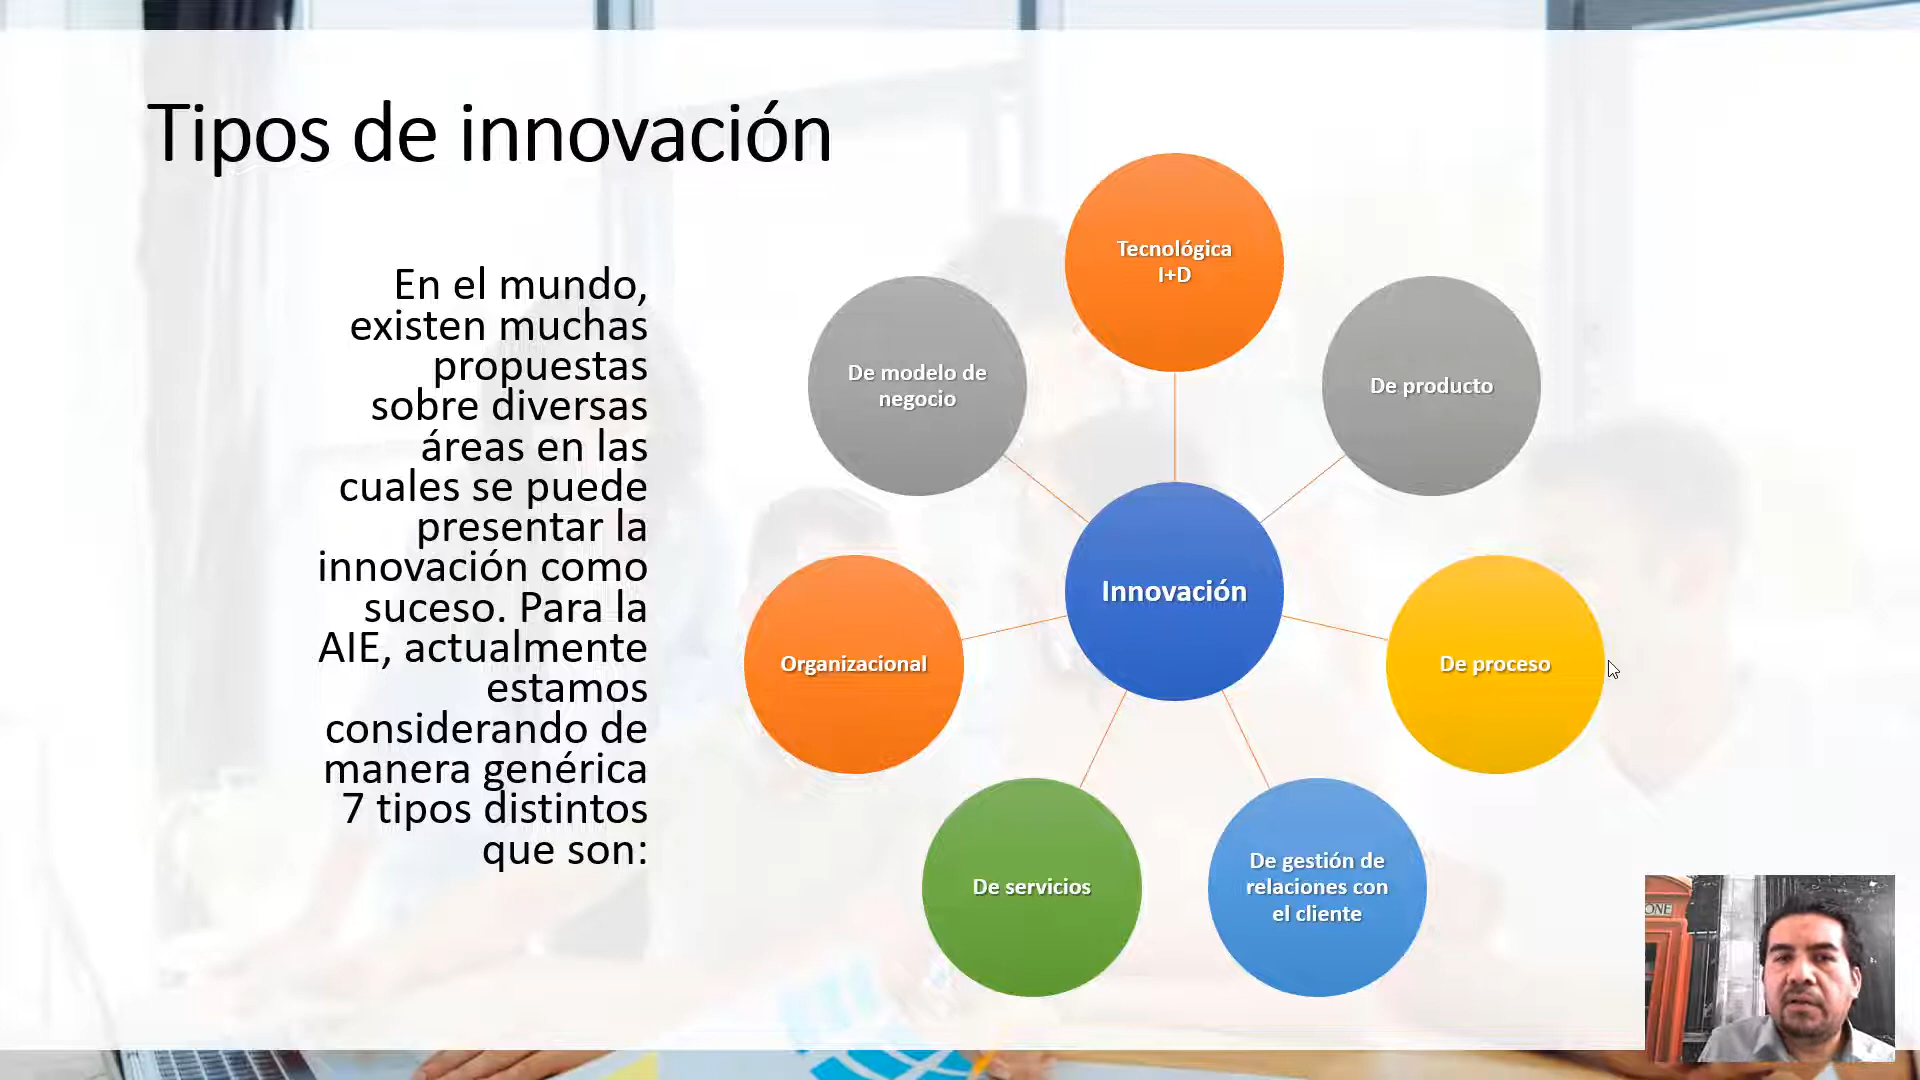 Tipos de innovación
En el mundo,
existen muchas
propuestas
sobre diversas
áreas en las
cuales se puede
presentar la
innovación como
suceso. Para la
AIE, actualmente
estamos
considerando de
manera genérica
7 tipos distintos
que son:
Tecnológica
I+D
De producto
De proceso
De gestión de
relaciones con
el cliente
De servicios
Organizacional
De modelo de
negocio
Innovación
ONE